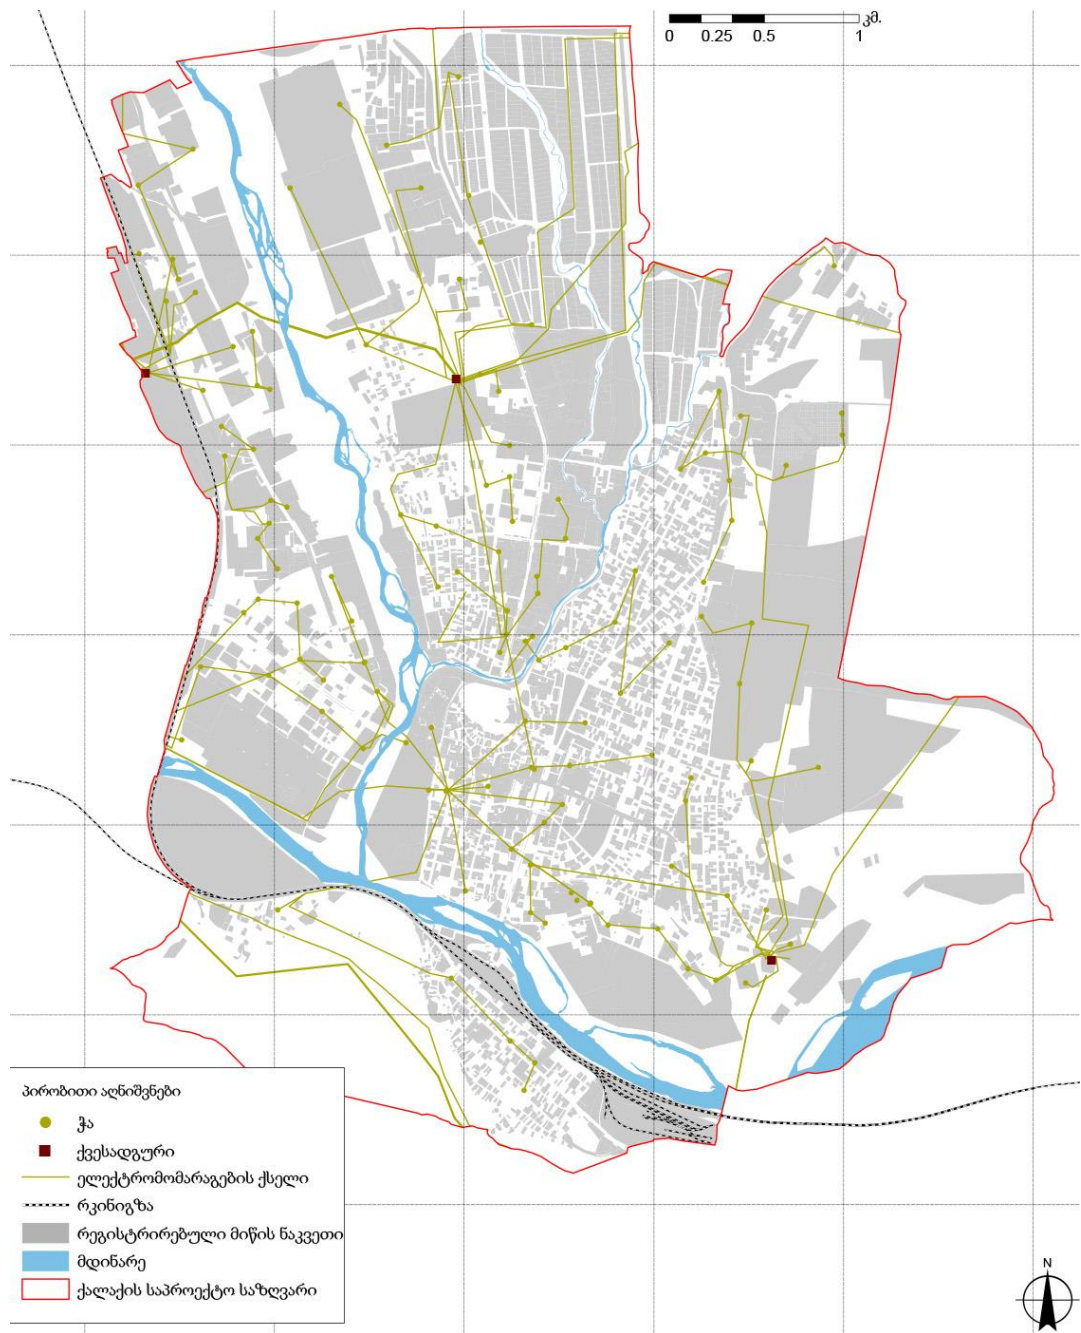 კმ.
0 0.25 0.5 1
პირობითი აღნიშვნები
ჭა
ქვესადგური
ელექტრომომარაგების ქსელი
რკინიგზა
რეგისტრირებული მიწის ნაკვეთი
მდინარე
ქალაქის საპროექტო საზღვარი
N